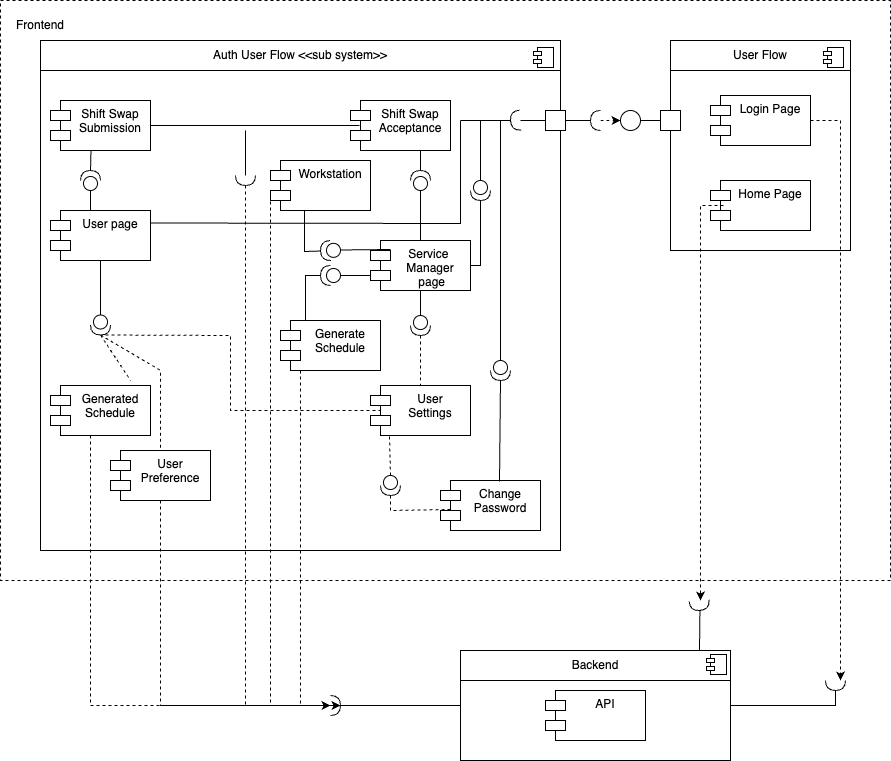 Frontend
Auth User Flow <<sub system>>
User Flow
Shift Swap
Submission
Shift Swap
Acceptance
Login Page
Workstation
Home Page
User page
Service
Manager
page
Generate
Schedule
Generated
Schedule
User
Settings
User
Preference
Change
Password
Backend
API